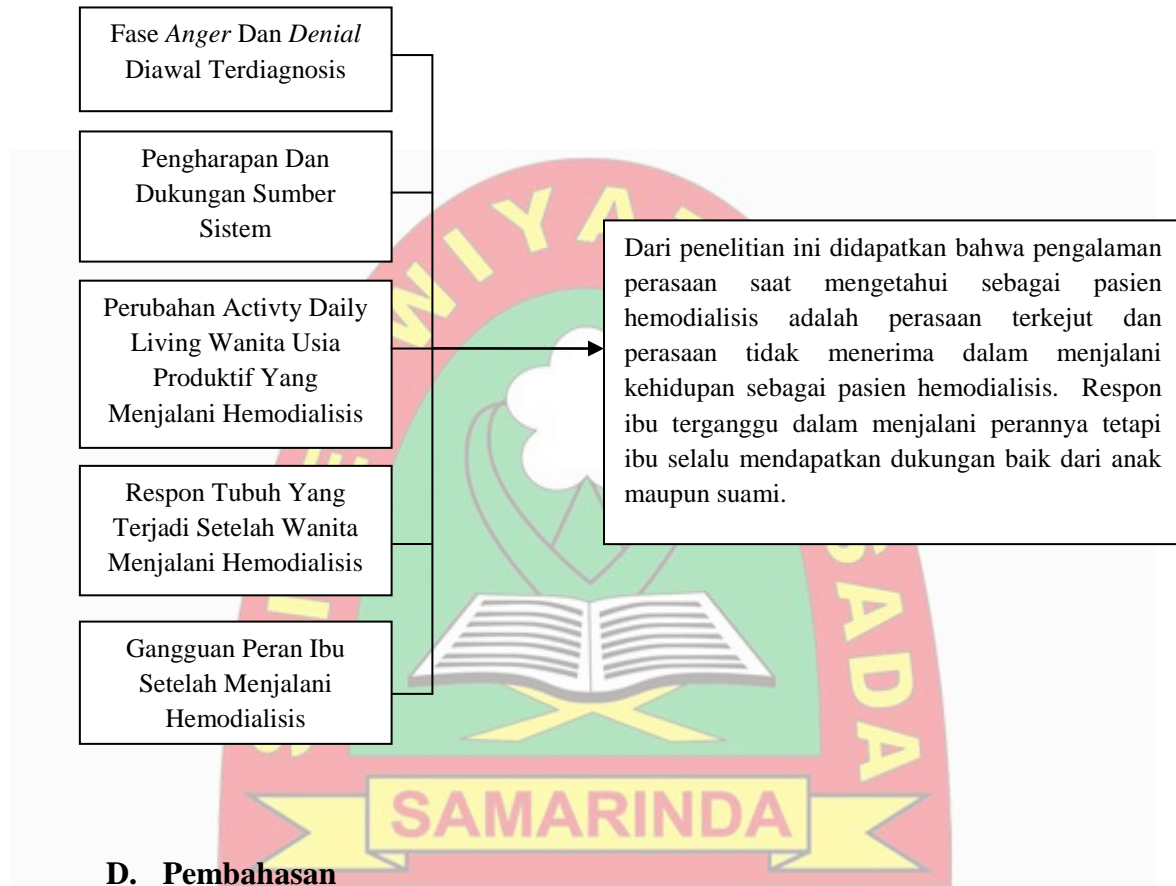 Fase Anger Dan Denial
Diawal Terdiagnosis
Pengharapan Dan
Dukungan Sumber
Sistem
Perubahan Activty Daily
Living Wanita Usia
Produktif Yang
Menjalani Hemodialisis
Respon Tubuh Yang
Terjadi Setelah Wanita
Menjalani Hemodialisis
Gangguan Peran Ibu
Setelah Menjalani
Hemodialisis
Dari penelitian ini didapatkan bahwa pengalaman
perasaan saat mengetahui sebagai pasien
hemodialisis adalah perasaan terkejut dan
perasaan tidak menerima dalam menjalani
kehidupan sebagai pasien hemodialisis. Respon
ibu terganggu dalam menjalani perannya tetapi
ibu selalu mendapatkan dukungan baik dari anak
maupun suami.
SAMARINDA
D. Pembahasan